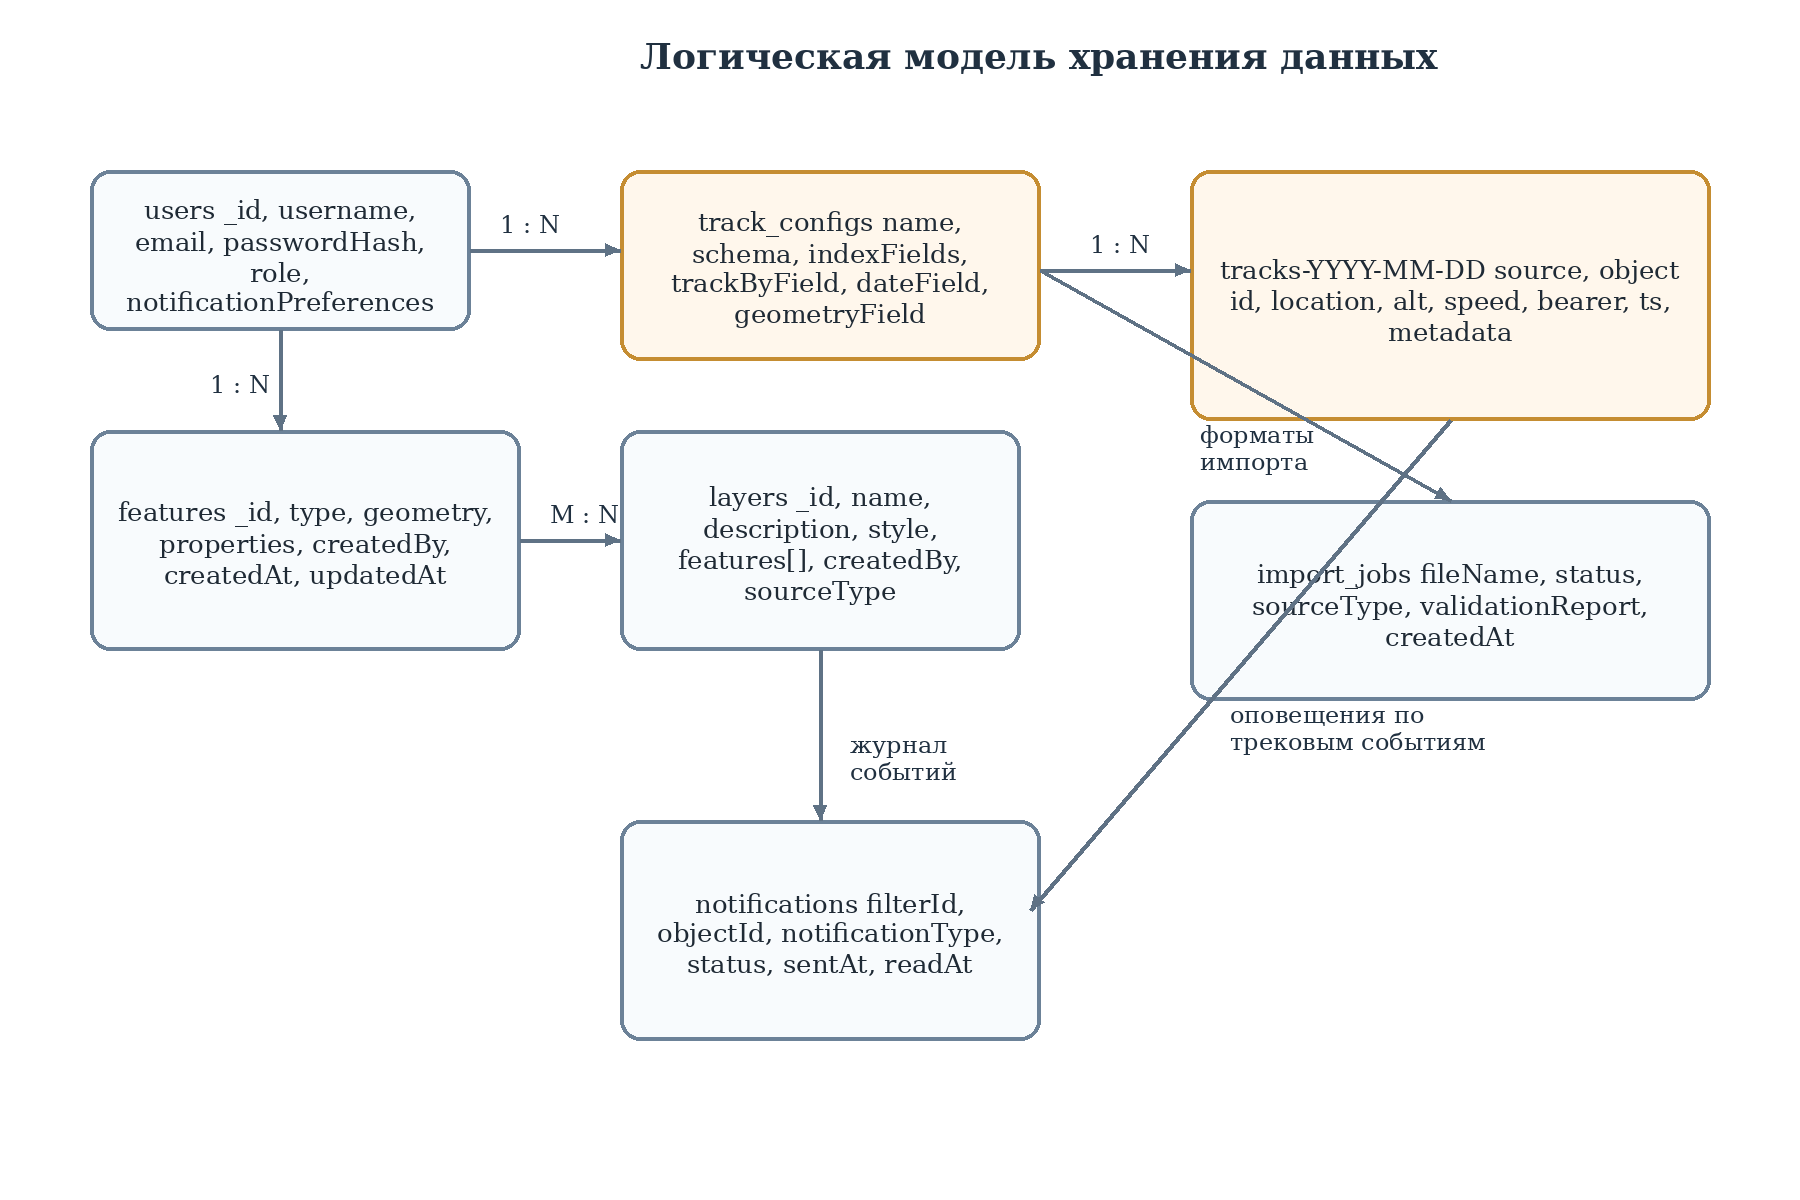 Логическая модель хранения данных
users _id, username,
email, passwordHash,
role,
notificationPreferences
1 : N
track_configs name,
schema, indexFields,
trackByField, dateField,
geometryField
1 : N
tracks-YYYY-MM-DD source, object
id, location, alt, speed, bearer, ts,
metadata
1 : N
features _id, type, geometry,
properties, createdBy,
createdAt, updatedAt
M : N
layers _id, name,
description, style,
features[], createdBy,
sourceType
форматы
импорта
import_jobs fileName, status,
sourceType, validationReport,
createdAt
журнал
событий
оповещения по
трековым событиям
notifications filterId,
objectId, notificationType,
status, sentAt, readAt